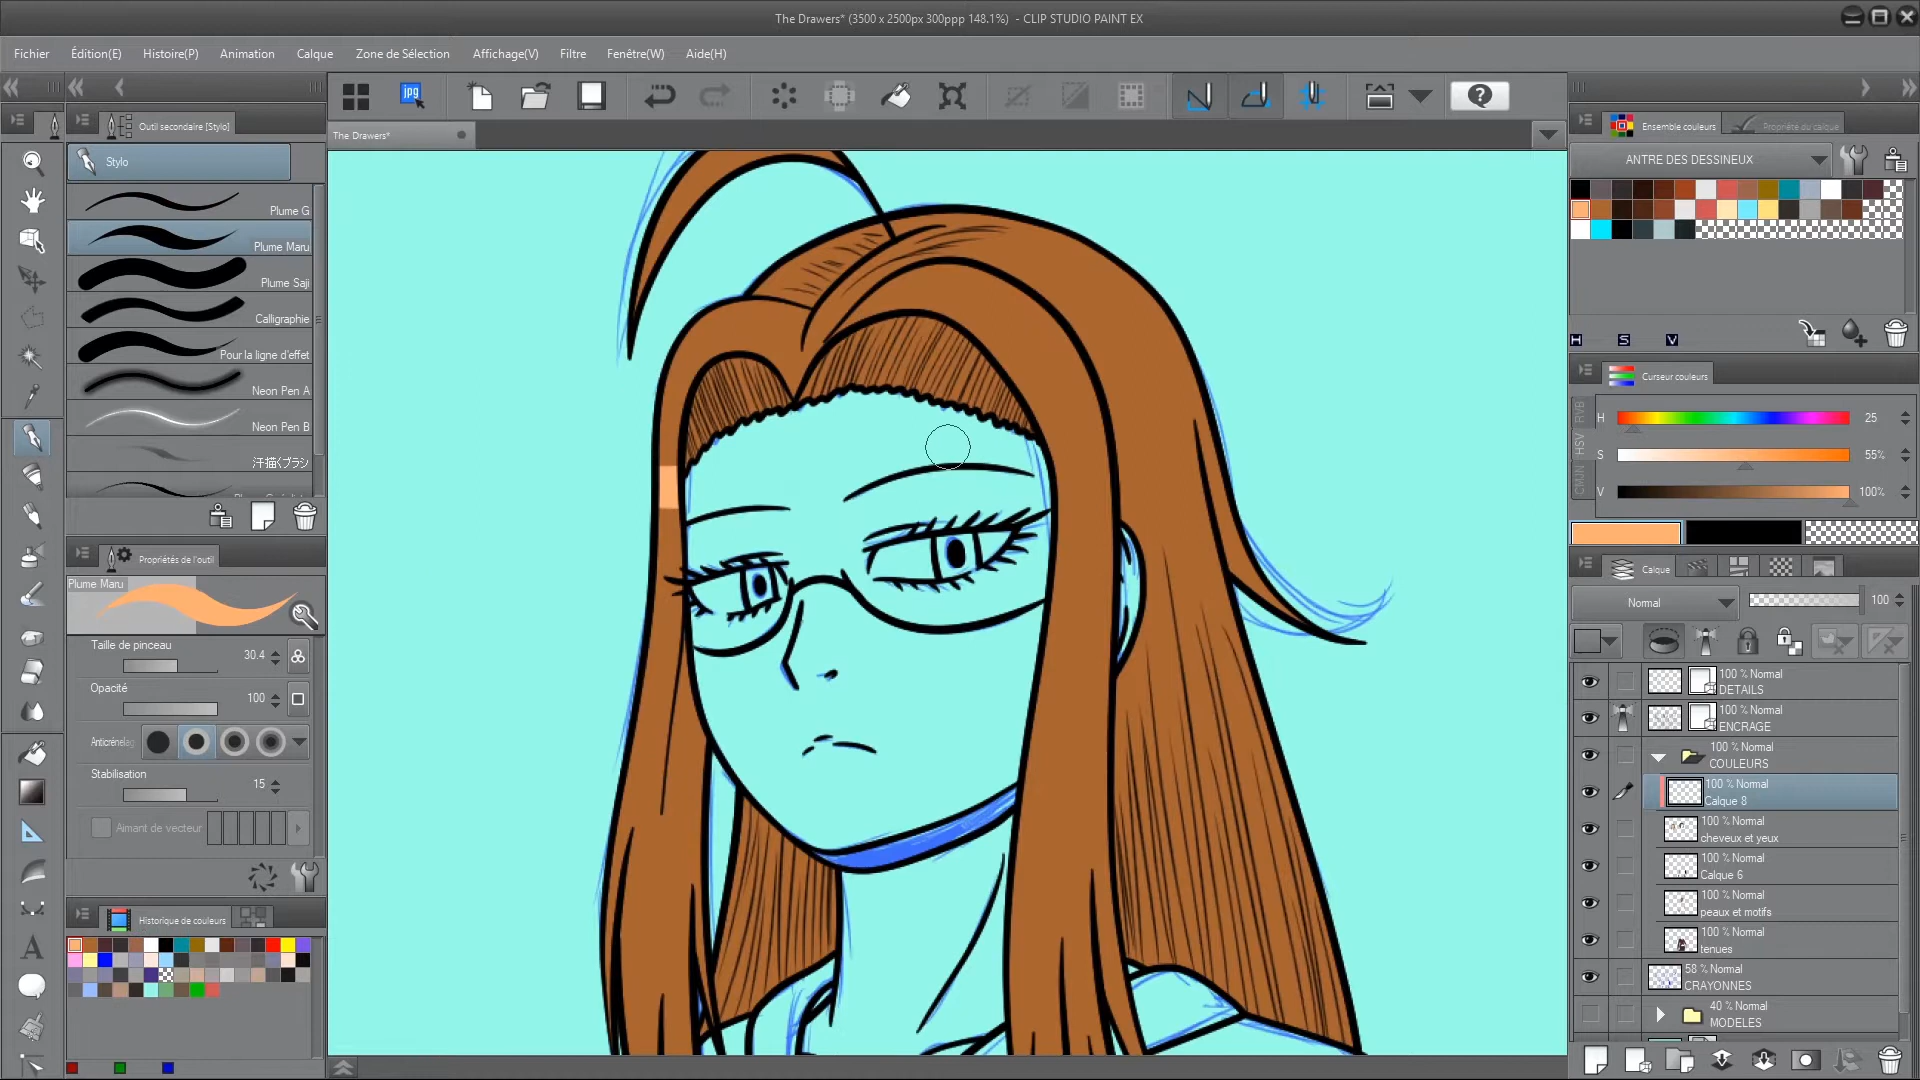 The Drawers* (3500 x 2500px 300ppp 148.1%) - CLIP STUDIO PAINT EX
Fichier Édition(E) Histoire(P) Animation Calque Zone de Sélection Affichage(V) Filtre Fenêtre(W) Aide(H)
jpg
Outil secondaire [Stylo]
The Drawers*
Stylo
Plume G
Plume Maru
Plume Saji
Calligraphie
Pour la ligne d'effet
Neon Pen A
Neon Pen B
汗描くブラシ
Propriétés de l'outil
Plume Maru
Taille de pinceau
30.4
Opacité
100
Anticrénelag
Stabilisation
15
Aimant de vecteur
Historique de couleurs
A
Ensemble couleurs
Propriété du calque
ANTRE DES DESSINEUX
H S V
Curseur couleurs
RVB
HSV
CMJN
H 25
S 55%
V 100%
Calque
Normal 100
100 % Normal
DETAILS
100 % Normal
ENCRAGE
100 % Normal
COULEURS
100 % Normal
Calque 8
100 % Normal
cheveux et yeux
100 % Normal
Calque 6
100 % Normal
peaux et motifs
100 % Normal
tenues
58 % Normal
CRAYONNES
40 % Normal
MODELES